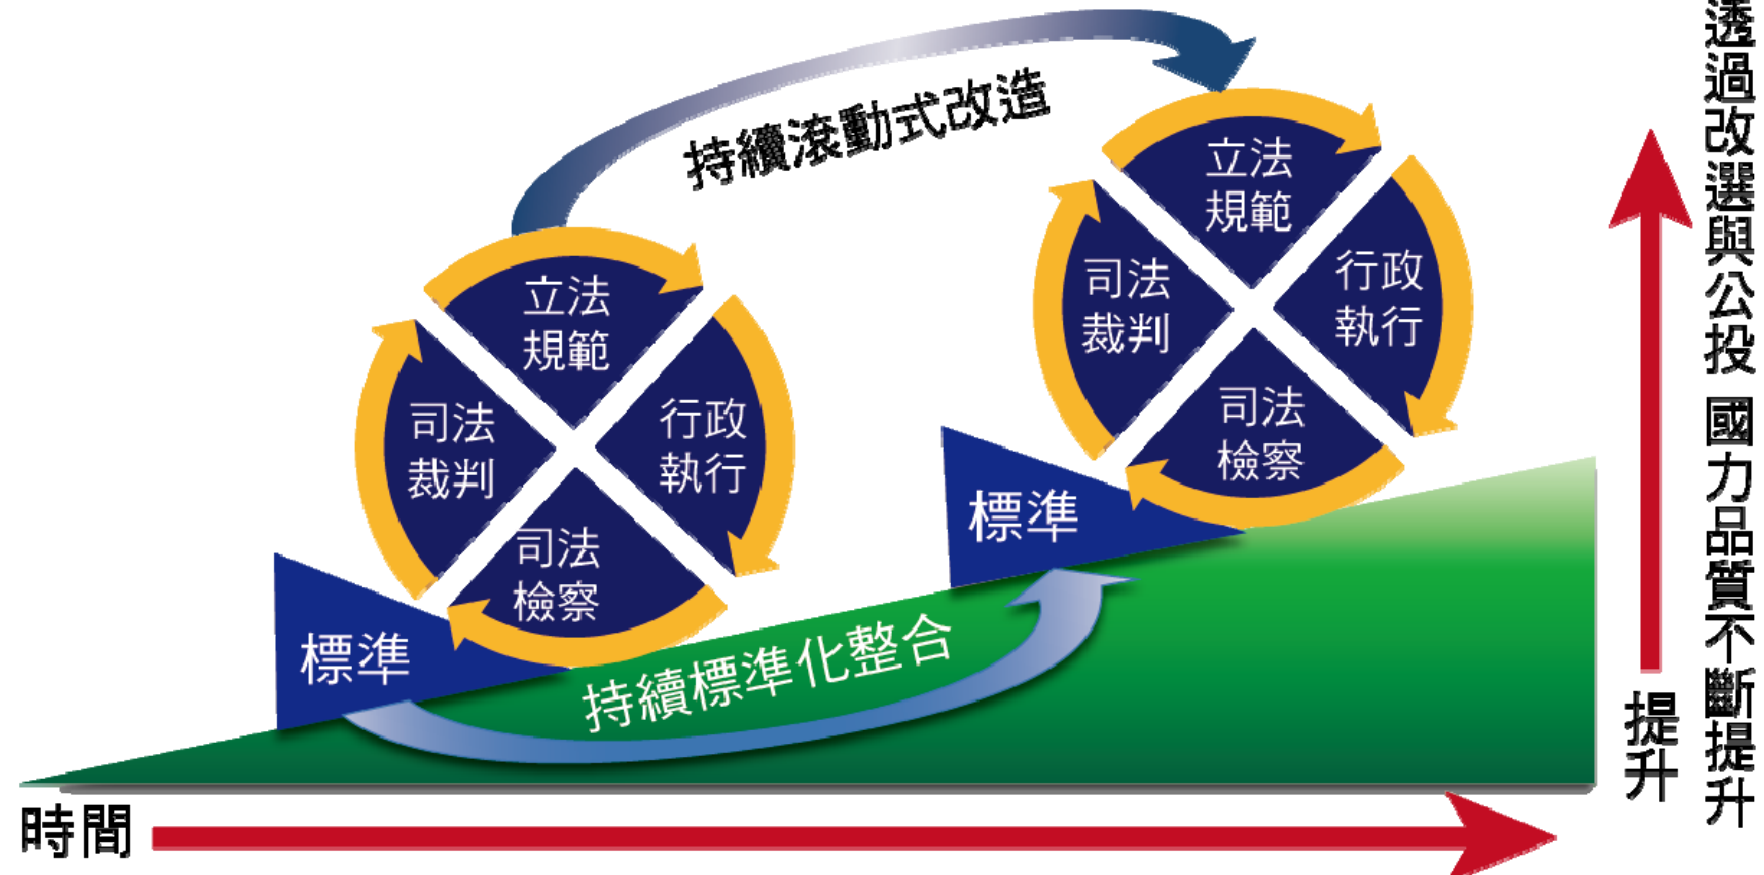 持續滾動式改造
立法
規範
行政
執行
司法
檢察
司法
裁判
標準
立法
規範
行政
執行
司法
檢察
司法
裁判
標準
持續標準化整合
時間
提升
透過改選與公投 國力品質不斷提升